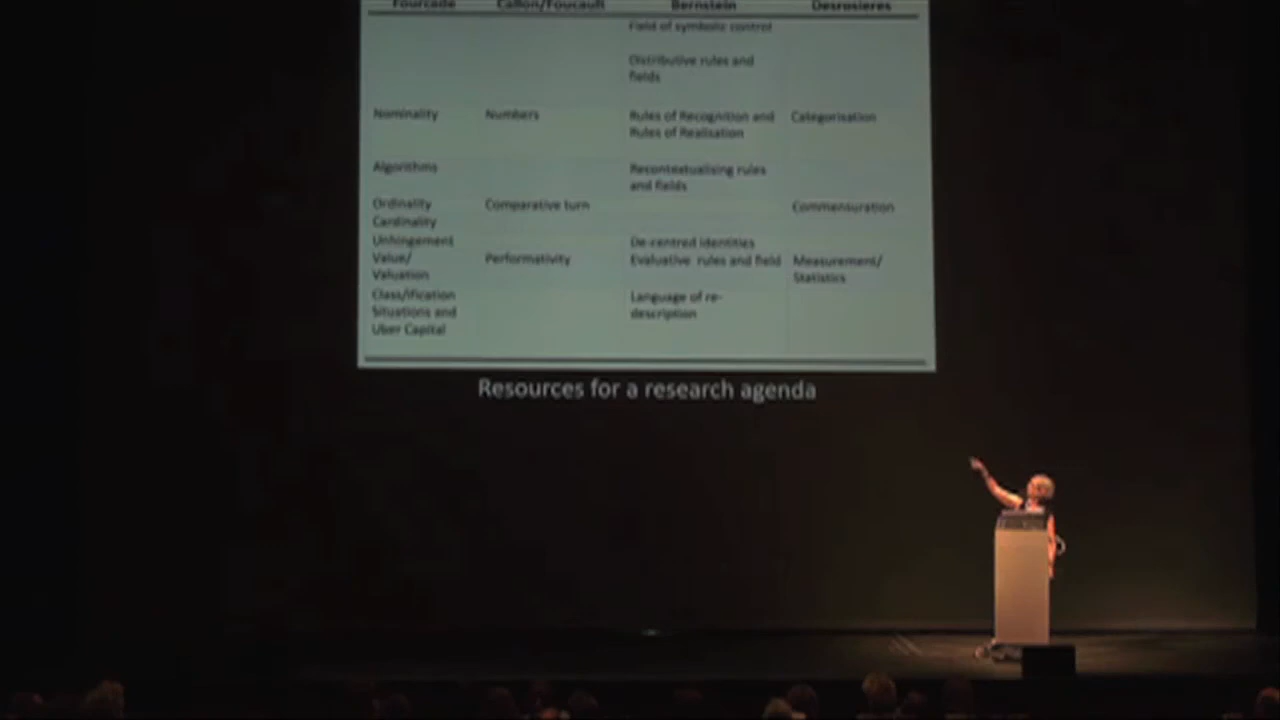 Fourcade Callon/Foucault Bernstein Desrosieres
Field of symbolic control
Distributive rules and
fields
Nominality Numbers Rules of Recognition and Categorisation
Rules of Realisation
Algorithms Recontextualising rules
and fields
Ordinality Comparative turn Commensuration
Cardinality
Unhingement De-centred identities
Value/ Performativity Evaluative rules and field Measurement/
Valuation Statistics
Class/ification Language of re-
Situations and description
Uber Capital
Resources for a research agenda